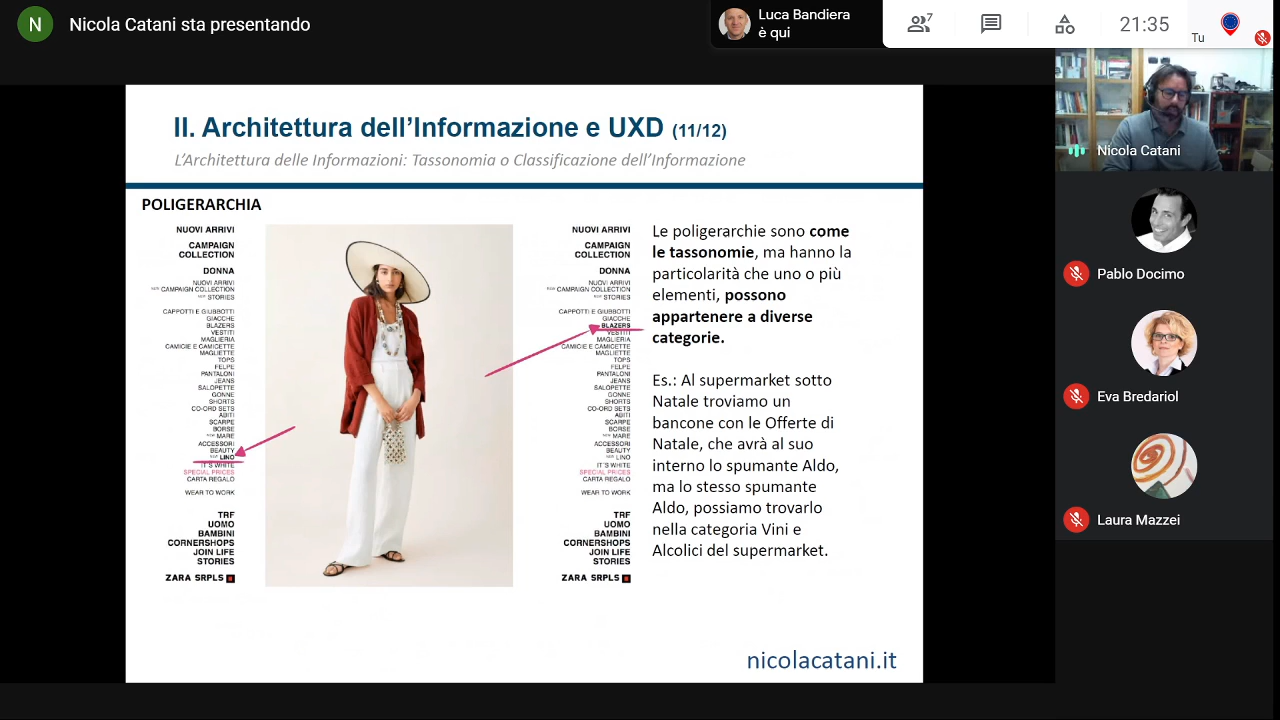 N Nicola Catani sta presentando
Luca Bandiera
è qui
7
21:35
Tu
II. Architettura dell'Informazione e UXD (11/12)
L'Architettura delle Informazioni: Tassonomia o Classificazione dell'Informazione
POLIGERARCHIA
NUOVI ARRIVI
CAMPAIGN
COLLECTION
DONNA
NUOVI ARRIVI
NEW CAMPAIGN COLLECTION
NEW STORIES
CAPPOTTI E GIUBBOTTI
GIACCHE
BLAZERS
VESTITI
MAGLIERIA
CAMICIE E CAMICETTE
MAGLIETTE
TOPS
FELPE
PANTALONI
JEANS
SALOPETTE
GONNE
SHORTS
CO-ORD SETS
ABITI
SCARPE
BORSE
NEW MARE
ACCESSORI
BEAUTY
NEW LINO
IT'S WHITE
SPECIAL PRICES
CARTA REGALO
WEAR TO WORK
TRF
UOMO
BAMBINI
CORNERSHOPS
JOIN LIFE
STORIES
ZARA SRPLS
NUOVI ARRIVI
CAMPAIGN
COLLECTION
DONNA
NUOVI ARRIVI
NEW CAMPAIGN COLLECTION
NEW STORIES
CAPPOTTI E GIUBBOTTI
GIACCHE
BLAZERS
VESTITI
MAGLIERIA
CAMICIE E CAMICETTE
MAGLIETTE
TOPS
FELPE
PANTALONI
JEANS
SALOPETTE
GONNE
SHORTS
CO-ORD SETS
ABITI
SCARPE
BORSE
NEW MARE
ACCESSORI
BEAUTY
NEW LINO
IT'S WHITE
SPECIAL PRICES
CARTA REGALO
WEAR TO WORK
TRF
UOMO
BAMBINI
CORNERSHOPS
JOIN LIFE
STORIES
ZARA SRPLS
Le poligerarchie sono come
le tassonomie, ma hanno la
particolarità che uno o più
elementi, possono
appartenere a diverse
categorie.
Es.: Al supermarket sotto
Natale troviamo un
bancone con le Offerte di
Natale, che avrà al suo
interno lo spumante Aldo,
ma lo stesso spumante
Aldo, possiamo trovarlo
nella categoria Vini e
Alcolici del supermarket.
nicolacatani.it
Nicola Catani
Pablo Docimo
Eva Bredariol
Laura Mazzei